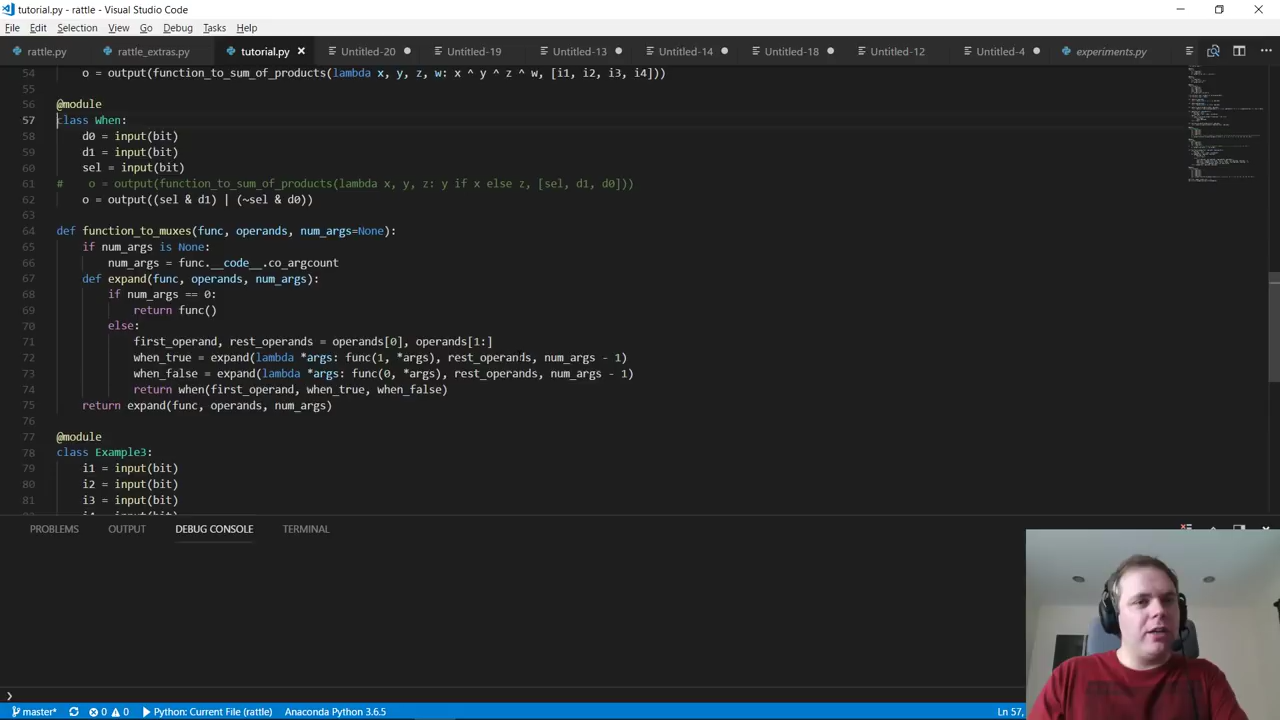 tutorial.py - rattle - Visual Studio Code
File Edit Selection View Go Debug Tasks Help
rattle.py rattle_extras.py tutorial.py Untitled-20 Untitled-19 Untitled-13 Untitled-14 Untitled-18 Untitled-12 Untitled-4 experiments.py
54 o = output(function_to_sum_of_products(lambda x, y, z, w: x ^ y ^ z ^ w, [i1, i2, i3, i4]))
55
56 @module
57 class When:
58 d0 = input(bit)
59 d1 = input(bit)
60 sel = input(bit)
61 # o = output(function_to_sum_of_products(lambda x, y, z: y if x else z, [sel, d1, d0]))
62 o = output((sel & d1) | (~sel & d0))
63
64 def function_to_muxes(func, operands, num_args=None):
65 if num_args is None:
66 num_args = func.__code__.co_argcount
67 def expand(func, operands, num_args):
68 if num_args == 0:
69 return func()
70 else:
71 first_operand, rest_operands = operands[0], operands[1:]
72 when_true = expand(lambda *args: func(1, *args), rest_operands, num_args - 1)
73 when_false = expand(lambda *args: func(0, *args), rest_operands, num_args - 1)
74 return when(first_operand, when_true, when_false)
75 return expand(func, operands, num_args)
76
77 @module
78 class Example3:
79 i1 = input(bit)
80 i2 = input(bit)
81 i3 = input(bit)
PROBLEMS OUTPUT DEBUG CONSOLE TERMINAL
master* 0 0 Python: Current File (rattle) Anaconda Python 3.6.5 Ln 57,